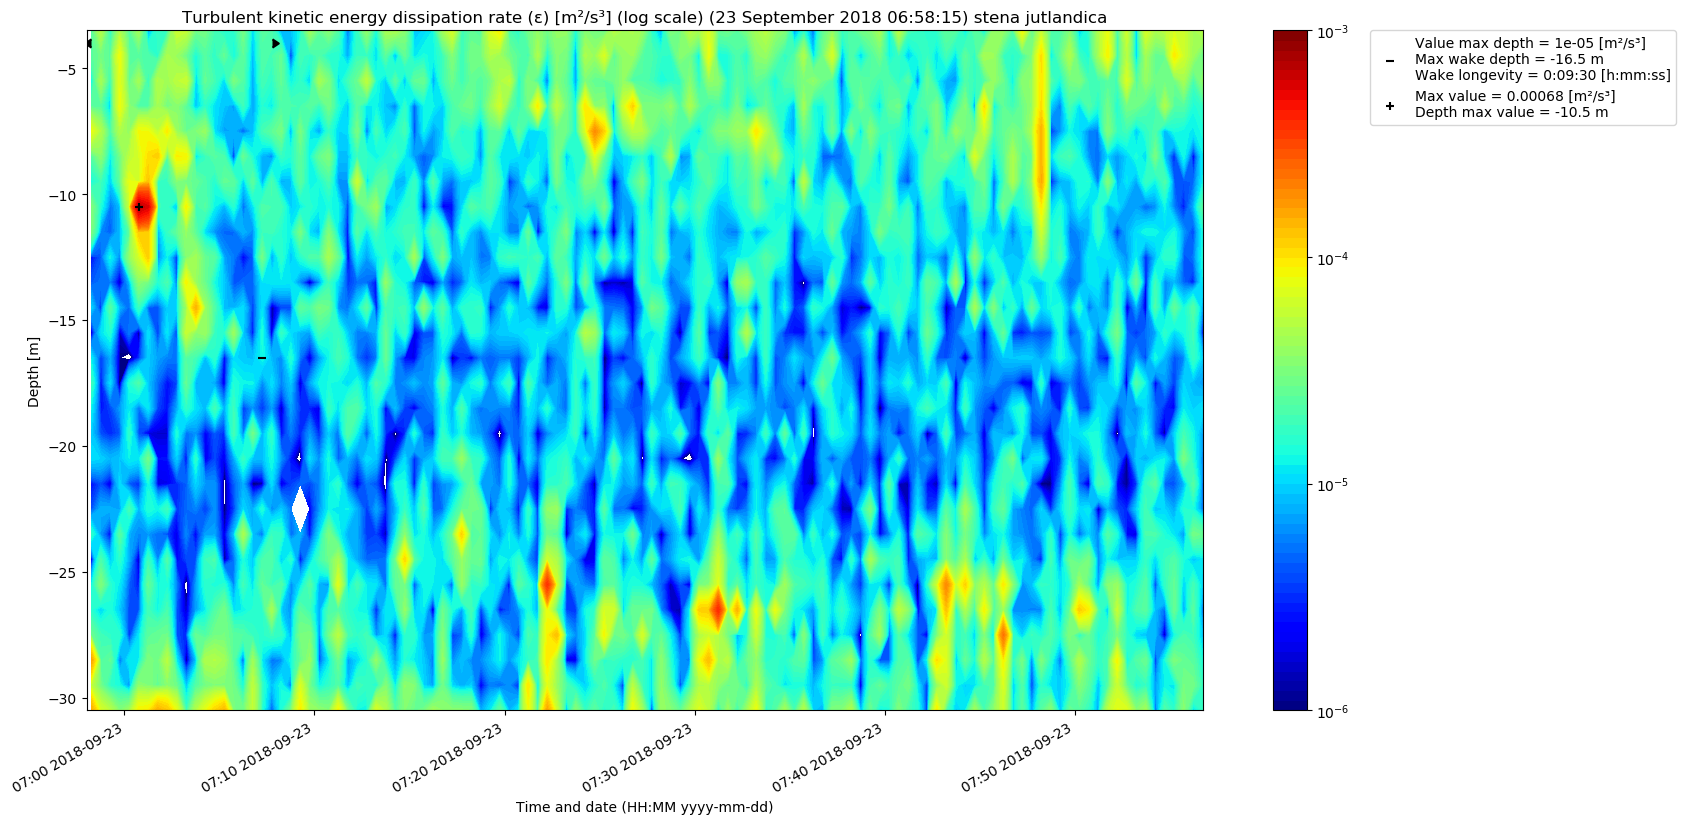 Turbulent kinetic energy dissipation rate (ε) [m²/s³] (log scale) (23 September 2018 06:58:15) stena jutlandica
Value max depth = 1e-05 [m²/s³]
Max wake depth = -16.5 m
Wake longevity = 0:09:30 [h:mm:ss]
Max value = 0.00068 [m²/s³]
Depth max value = -10.5 m
Depth [m]
−5
−10
−15
−20
−25
−30
10⁻³
10⁻⁴
10⁻⁵
10⁻⁶
07:00 2018-09-23
07:10 2018-09-23
07:20 2018-09-23
07:30 2018-09-23
07:40 2018-09-23
07:50 2018-09-23
Time and date (HH:MM yyyy-mm-dd)